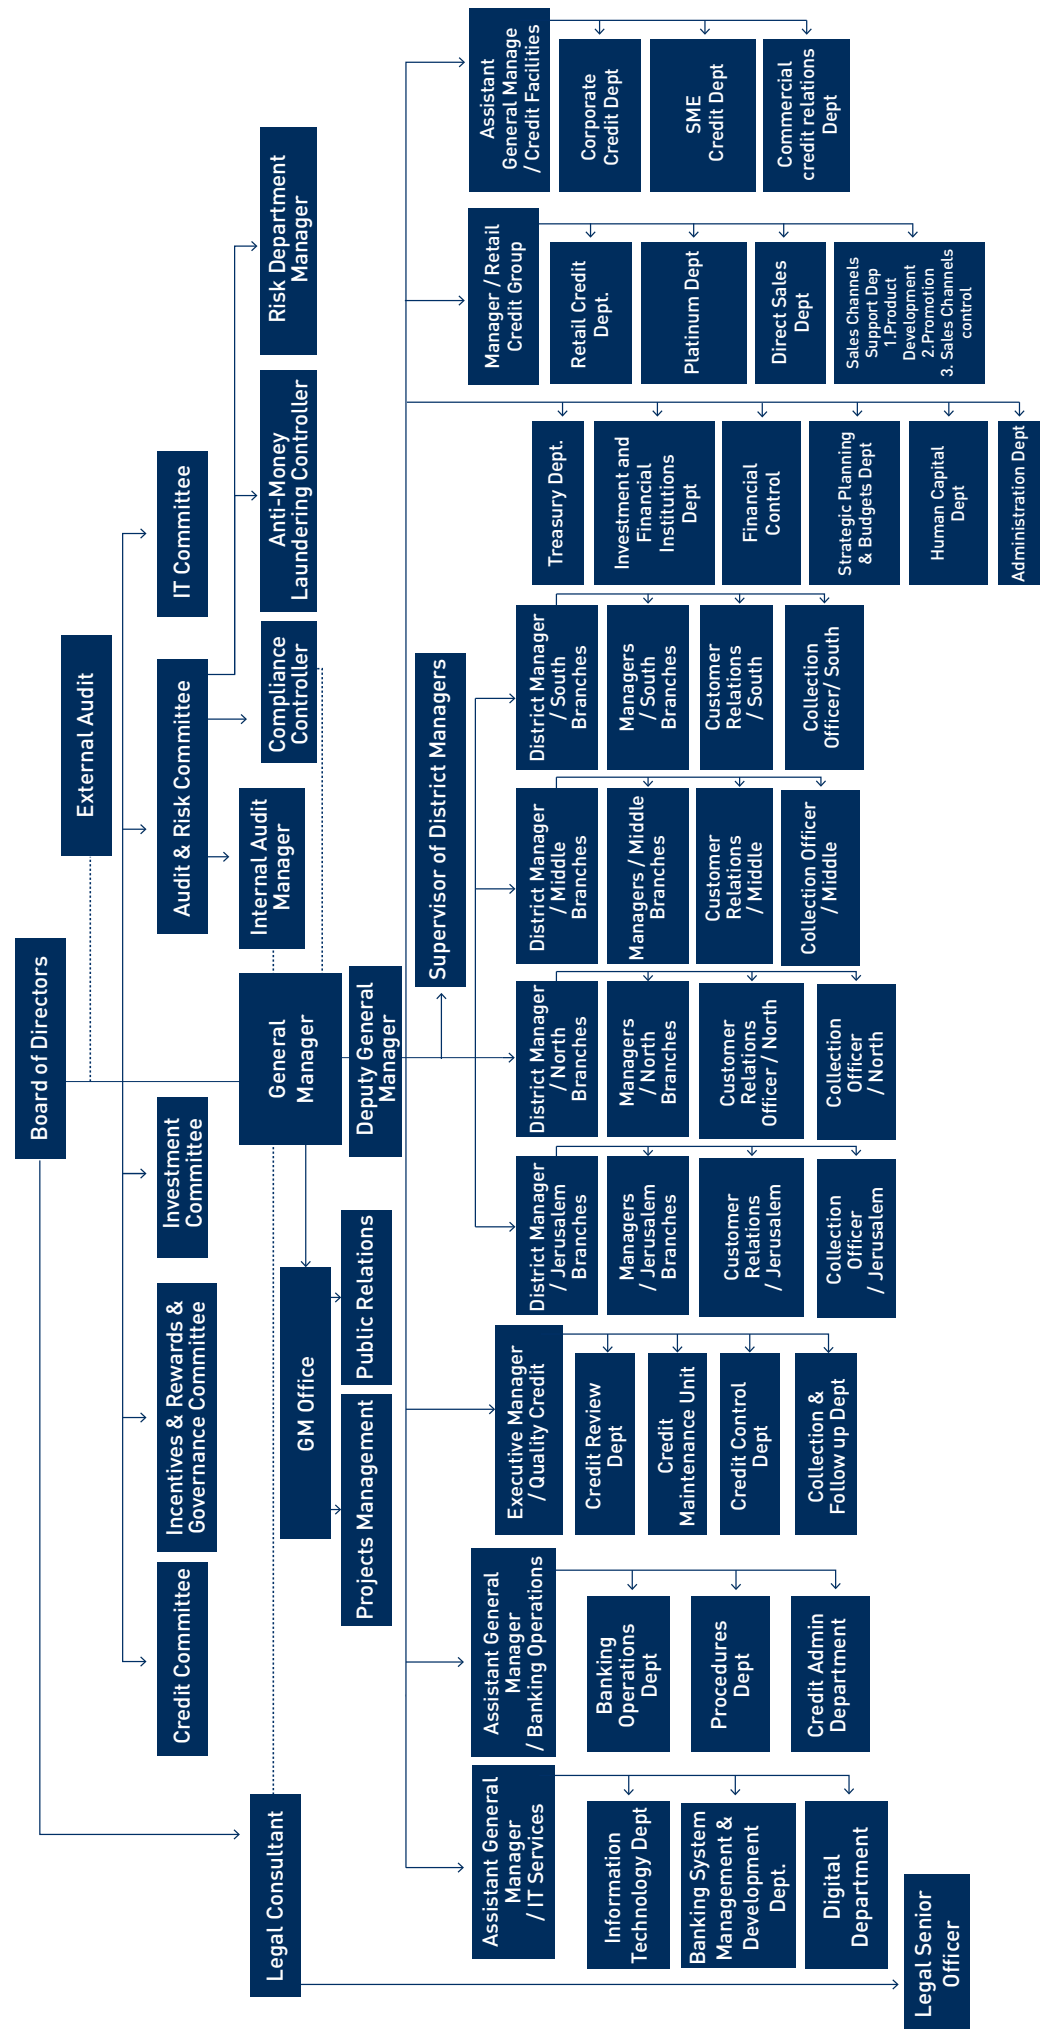 Board of Directors
External Audit
Credit Committee
Incentives & Rewards &
Governance Committee
Investment
Committee
Audit & Risk Committee
IT Committee
Legal Consultant
General
Manager
Internal Audit
Manager
Compliance
Controller
Anti-Money
Laundering Controller
Risk Department
Manager
GM Office
Projects Management
Public Relations
Deputy General
Manager
Supervisor of District Managers
Assistant General
Manager
/ IT Services
Information
Technology Dept
Banking System
Management &
Development
Dept.
Digital
Department
Legal Senior
Officer
Assistant General
Manager
/ Banking Operations
Banking
Operations
Dept
Procedures
Dept
Credit Admin
Department
Executive Manager
/ Quality Credit
Credit Review
Dept
Credit
Maintenance Unit
Credit Control
Dept
Collection &
Follow up Dept
District Manager
/ Jerusalem
Branches
Managers
/ Jerusalem
Branches
Customer
Relations
/ Jerusalem
Collection
Officer
/ Jerusalem
District Manager
/ North
Branches
Managers
/ North
Branches
Customer
Relations
Officer / North
Collection
Officer
/ North
District Manager
/ Middle
Branches
Managers / Middle
Branches
Customer
Relations
/ Middle
Collection Officer
/ Middle
District Manager
/ South
Branches
Managers
/ South
Branches
Customer
Relations
/ South
Collection
Officer/ South
Treasury Dept.
Investment and
Financial
Institutions
Dept
Financial
Control
Strategic Planning
& Budgets Dept
Human Capital
Dept
Administration Dept
Manager / Retail
Credit Group
Retail Credit
Dept.
Platinum Dept
Direct Sales
Dept
Sales Channels
Support Dep
1.Product
Development
2.Promotion
3. Sales Channels
control
Assistant
General Manage
/ Credit Facilities
Corporate
Credit Dept
SME
Credit Dept
Commercial
credit relations
Dept